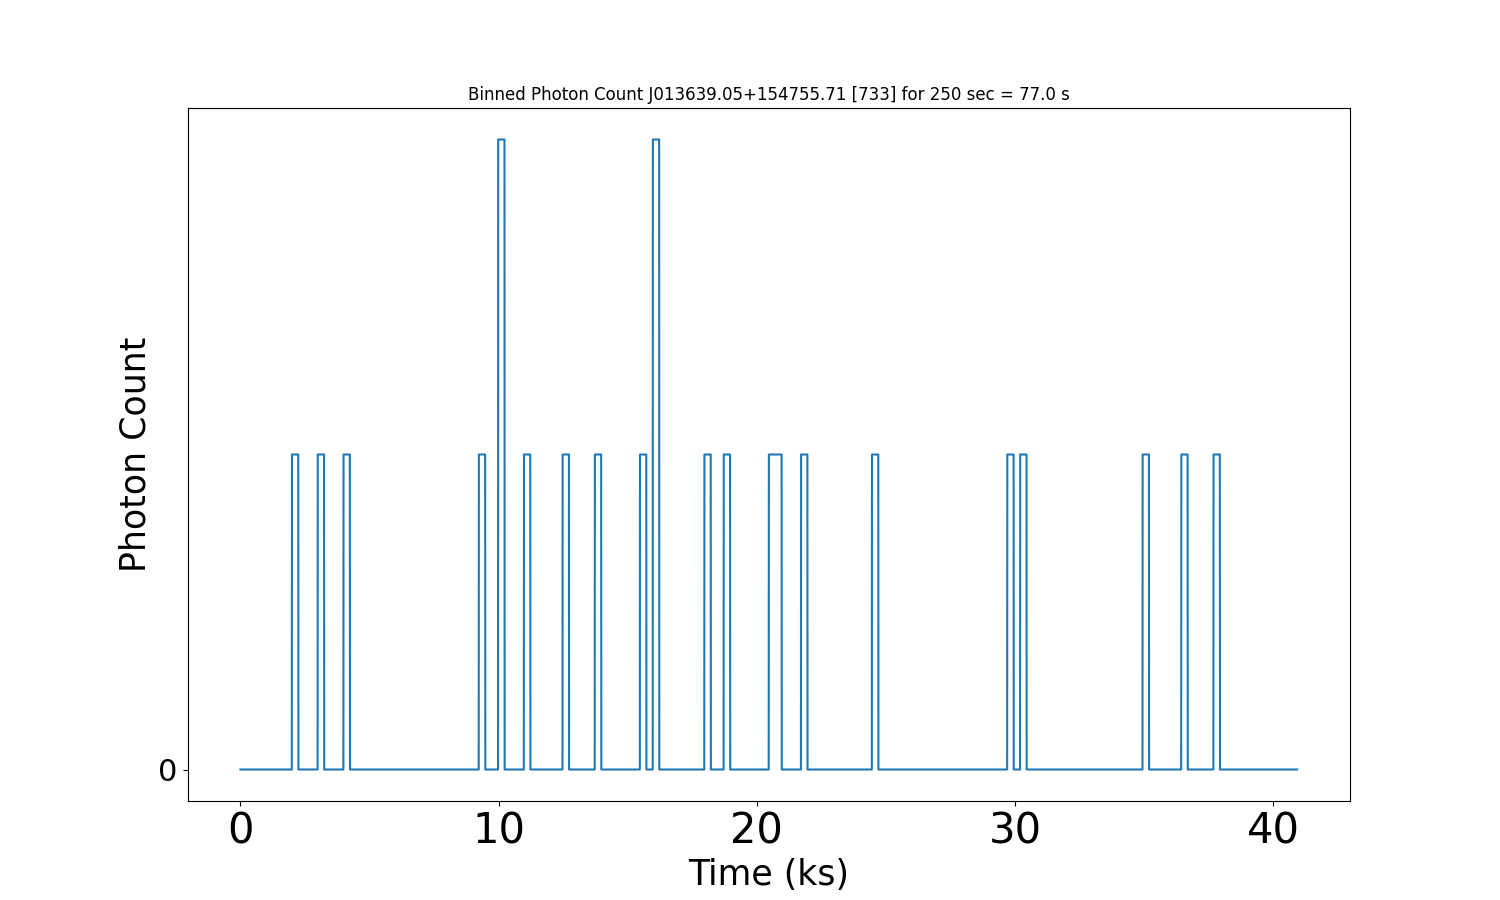 Binned Photon Count J013639.05+154755.71 [733] for 250 sec = 77.0 s
Photon Count
0
0 10 20 30 40
Time (ks)